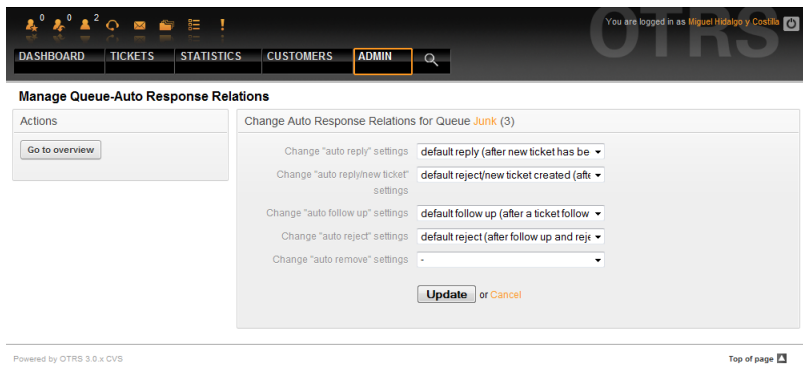 0 0 2
You are logged in as Miguel Hidalgo y Costilla
OTRS
DASHBOARD TICKETS STATISTICS CUSTOMERS ADMIN
Manage Queue-Auto Response Relations
Actions
Go to overview
Change Auto Response Relations for Queue Junk (3)
Change "auto reply" settings default reply (after new ticket has be
Change "auto reply/new ticket" default reject/new ticket created (afte
settings
Change "auto follow up" settings default follow up (after a ticket follow
Change "auto reject" settings default reject (after follow up and reje
Change "auto remove" settings -
Update or Cancel
Powered by OTRS 3.0.x CVS
Top of page